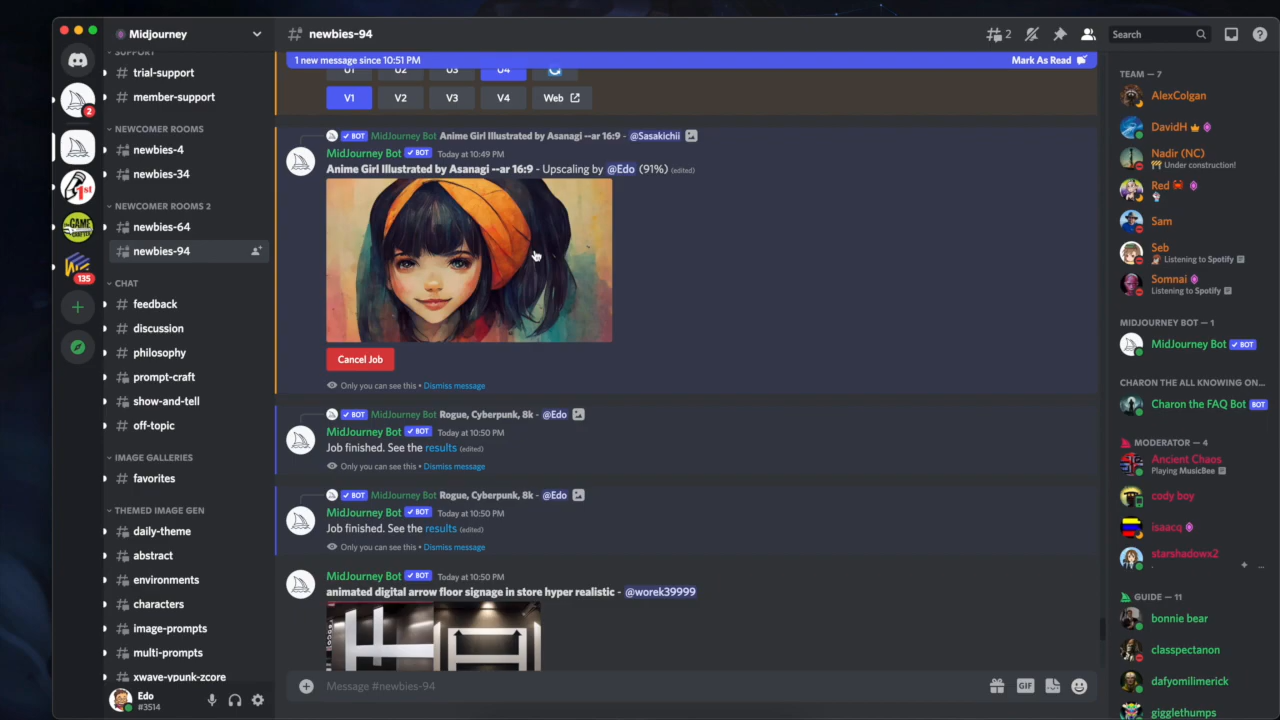 Midjourney
newbies-94
2
Search
1 new message since 10:51 PM
Mark As Read
SUPPORT
trial-support
member-support
NEWCOMER ROOMS
newbies-4
newbies-34
NEWCOMER ROOMS 2
newbies-64
newbies-94
CHAT
feedback
discussion
philosophy
prompt-craft
show-and-tell
off-topic
IMAGE GALLERIES
favorites
THEMED IMAGE GEN
daily-theme
abstract
environments
characters
image-prompts
multi-prompts
xwave-ypunk-zcore
Edo
#3514
2
1st
THE GAME CRAFTER
135
U1 U2 U3 U4
V1 V2 V3 V4 Web
BOT MidJourney Bot Anime Girl Illustrated by Asanagi --ar 16:9 - @Sasakichii
MidJourney Bot BOT Today at 10:49 PM
Anime Girl Illustrated by Asanagi --ar 16:9 - Upscaling by @Edo (91%) (edited)
Cancel Job
Only you can see this • Dismiss message
BOT MidJourney Bot Rogue, Cyberpunk, 8k - @Edo
MidJourney Bot BOT Today at 10:50 PM
Job finished. See the results (edited)
Only you can see this • Dismiss message
BOT MidJourney Bot Rogue, Cyberpunk, 8k - @Edo
MidJourney Bot BOT Today at 10:50 PM
Job finished. See the results (edited)
Only you can see this • Dismiss message
MidJourney Bot BOT Today at 10:50 PM
animated digital arrow floor signage in store hyper realistic - @worek39999
Message #newbies-94
GIF
TEAM — 7
AlexColgan
DavidH
Nadir (NC)
Under construction!
Red
Sam
Seb
Listening to Spotify
Somnai
Listening to Spotify
MIDJOURNEY BOT — 1
MidJourney Bot BOT
CHARON THE ALL KNOWING ON...
Charon the FAQ Bot BOT
MODERATOR — 4
Ancient Chaos
Playing MusicBee
cody boy
isaacq
starshadowx2
GUIDE — 11
bonnie bear
classpectanon
dafyomilimerick
gigglethumps